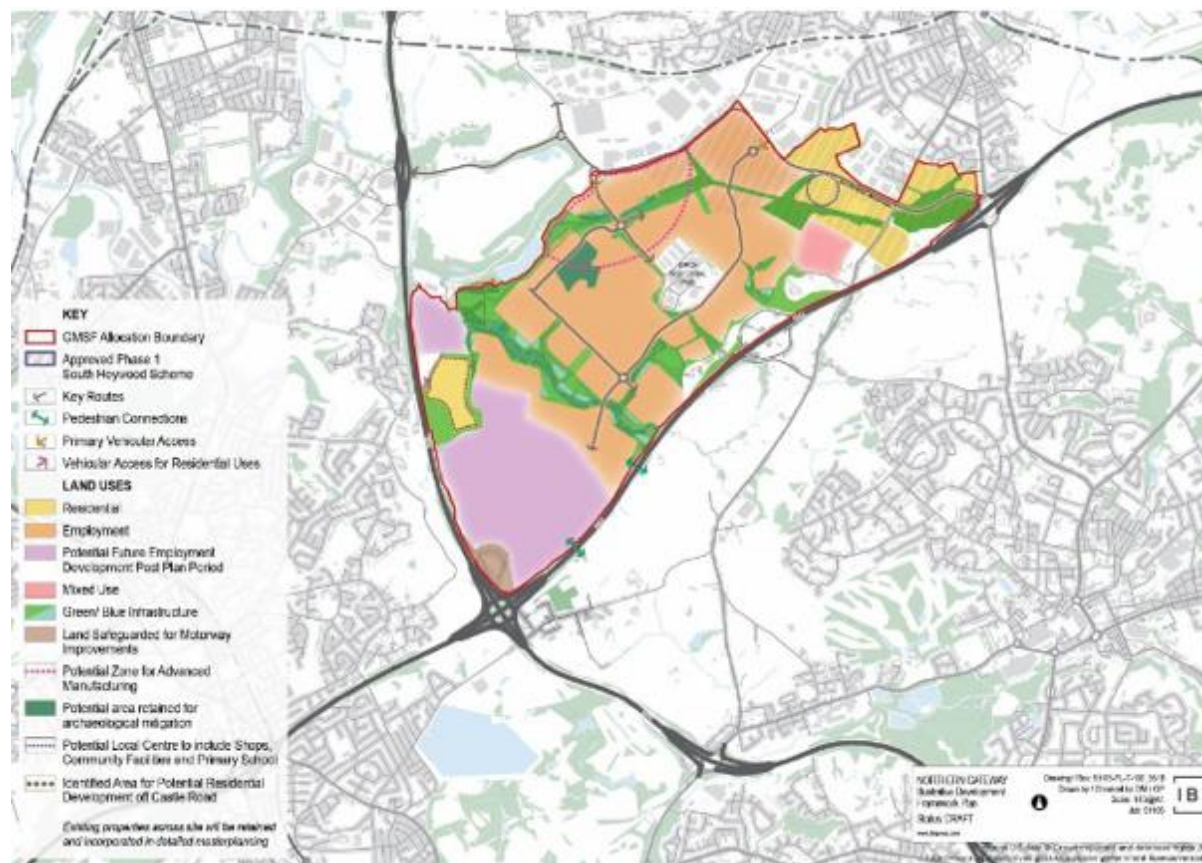 KEY
GMSF Allocation Boundary
Approved Phase 1
South Heywood Scheme
Key Routes
Pedestrian Connections
Primary Vehicular Access
Vehicular Access for Residential Uses
LAND USES
Residential
Employment
Potential Future Employment
Development Post Plan Period
Mixed Use
Green/ Blue Infrastructure
Land Safeguarded for Motorway
Improvements
Potential Zone for Advanced
Manufacturing
Potential area retained for
archaeological mitigation
Potential Local Centre to include Shops,
Community Facilities and Primary School
Identified Area for Potential Residential
Development off Castle Road
Existing properties across site will be retained
and incorporated in detailed masterplanning
NORTHERN GATEWAY
Illustrative Development
Framework Plan
Status: DRAFT